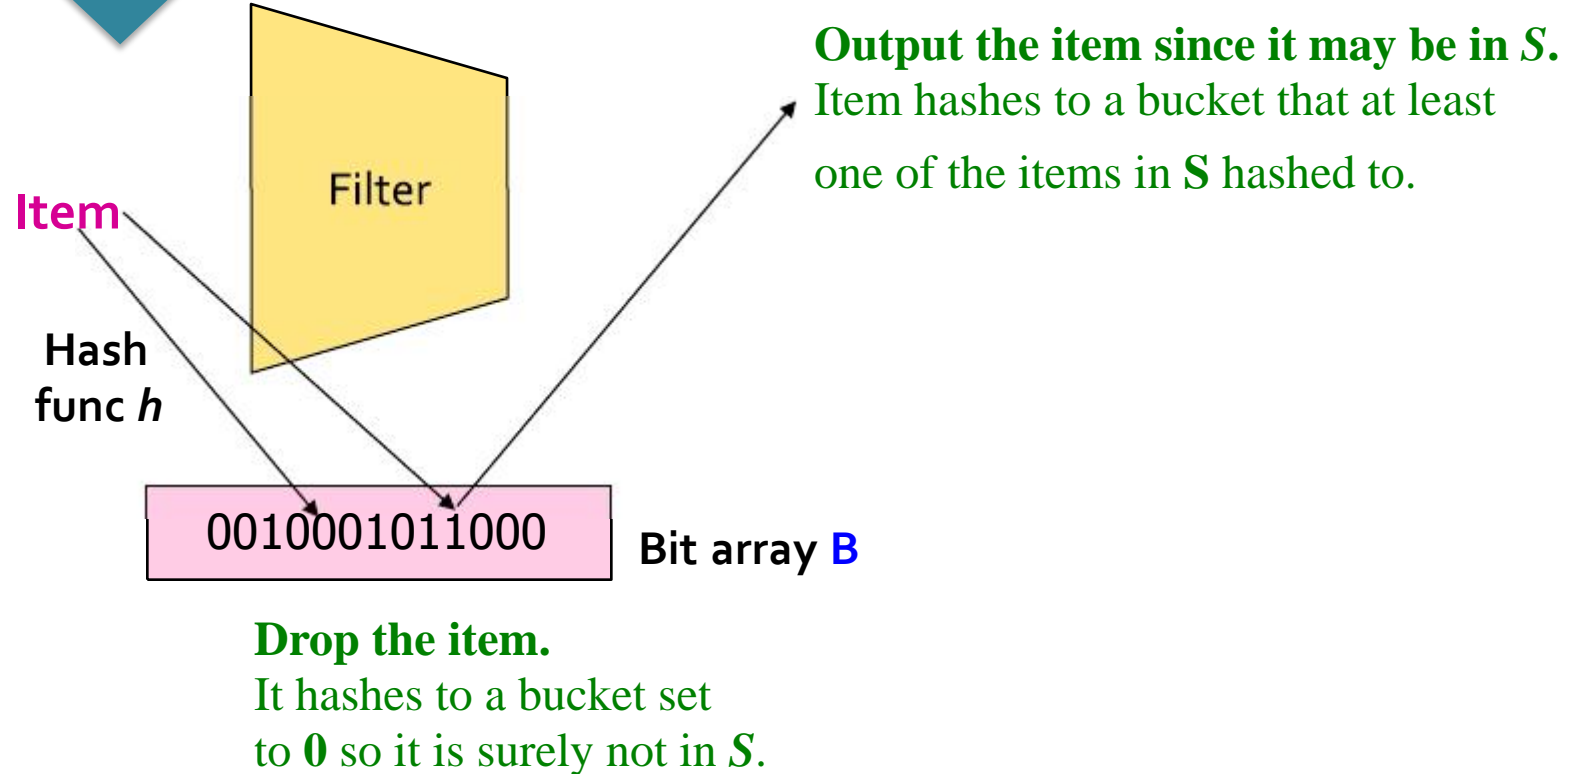 Output the item since it may be in S.
Item hashes to a bucket that at least
one of the items in S hashed to.
Filter
Item
Hash
func h
0010001011000
Bit array B
Drop the item.
It hashes to a bucket set
to 0 so it is surely not in S.